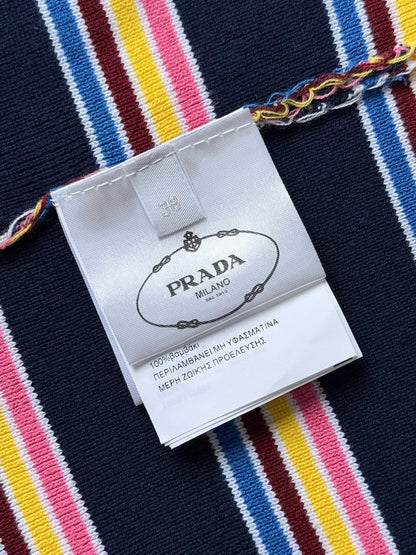 38
PRADA
MILANO
DAL 1913
100%βαμβάκι
ΠΕΡΙΛΑΜΒΑΝΕΙ ΜΗ ΥΦΑΣΜΑΤΙΝΑ
ΜΕΡΗ ΖΩΙΚΗΣ ΠΡΟΕΛΕΥΣΗΣ